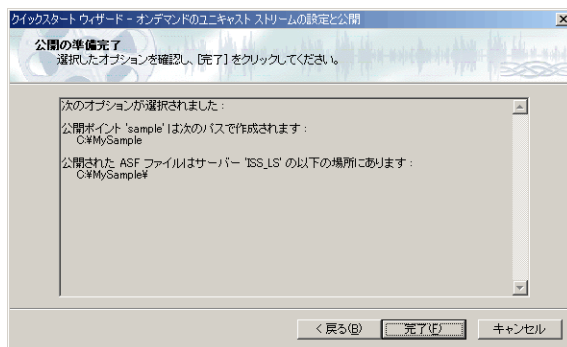 クイックスタート ウィザード - オンデマンドのユニキャスト ストリームの設定と公開
公開の準備完了
選択したオプションを確認し、[完了] をクリックしてください。
次のオプションが選択されました :
公開ポイント 'sample' は次のパスで作成されます :
C:¥MySample
公開された ASF ファイルはサーバー 'ISS_LS' の以下の場所にあります :
C:¥MySample¥
< 戻る(B)
完了(F)
キャンセル